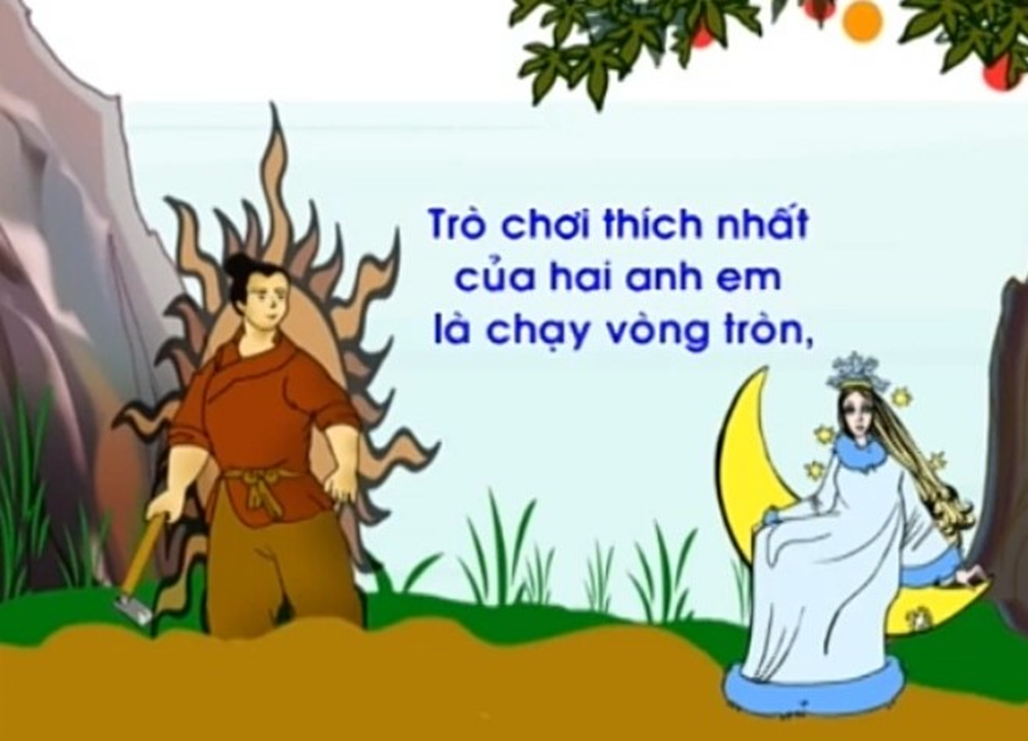 Trò chơi thích nhất
của hai anh em
là chạy vòng tròn,